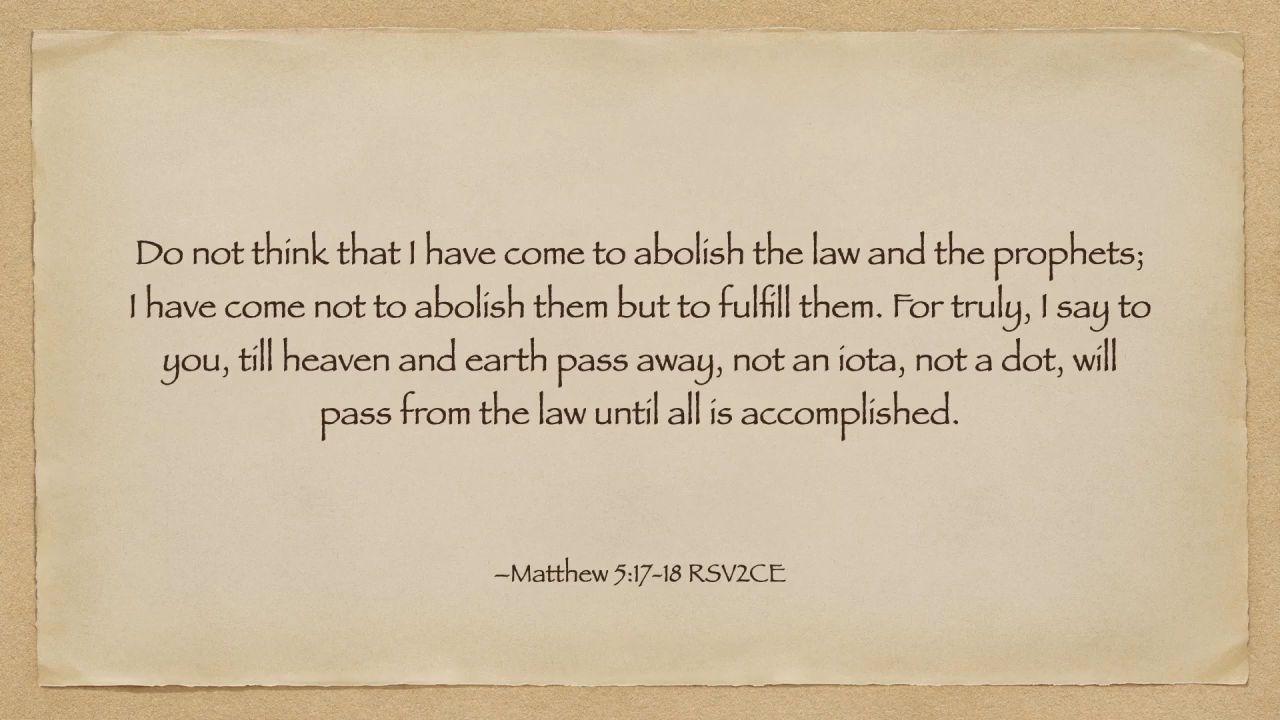 Do not think that I have come to abolish the law and the prophets;
I have come not to abolish them but to fulfill them. For truly, I say to
you, till heaven and earth pass away, not an iota, not a dot, will
pass from the law until all is accomplished.
–Matthew 5:17-18 RSV2CE